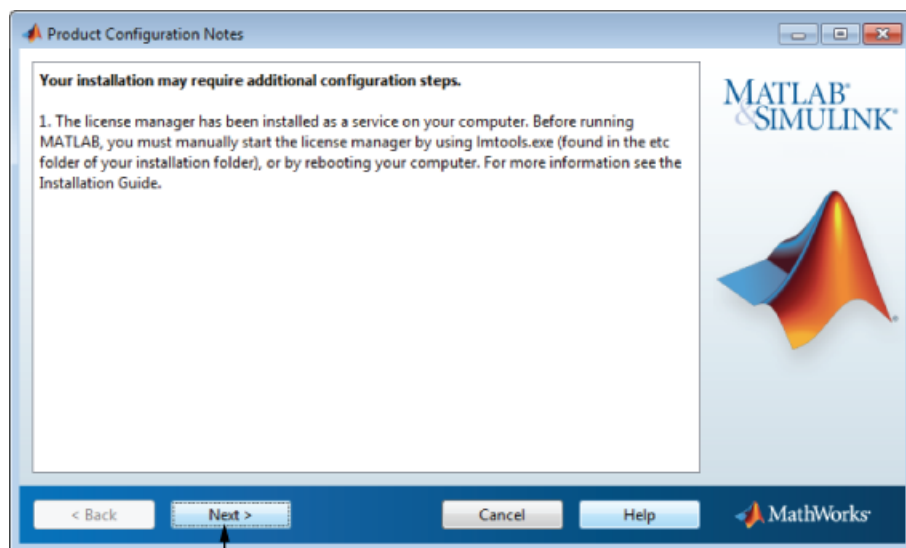 Product Configuration Notes
Your installation may require additional configuration steps.
1. The license manager has been installed as a service on your computer. Before running
MATLAB, you must manually start the license manager by using lmtools.exe (found in the etc
folder of your installation folder), or by rebooting your computer. For more information see the
Installation Guide.
MATLAB®
&SIMULINK®
< Back
Next >
Cancel
Help
MathWorks®